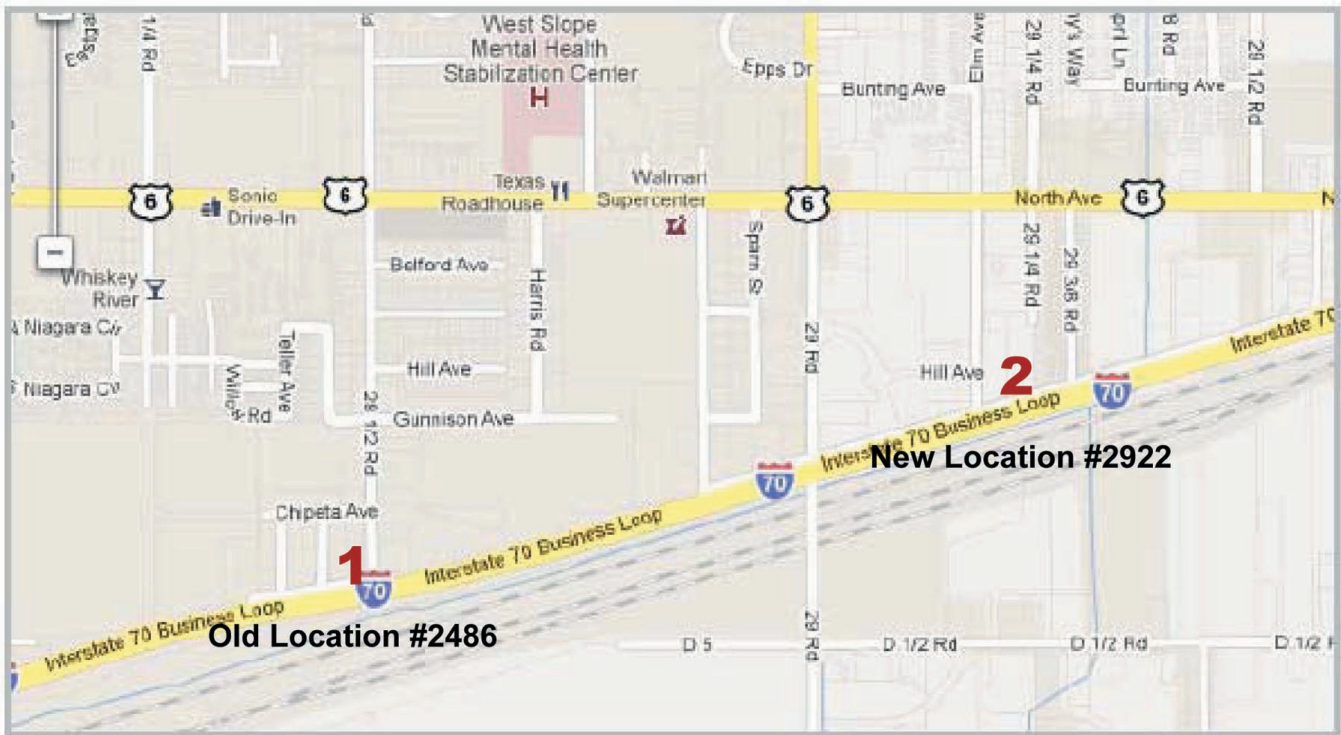 1/4 Rd
West Slope
Mental Health
Stabilization Center
H
Epps Dr
Bunting Ave
29 1/4 Rd
Bunting Ave
29 1/2 Rd
6
Sonic
Drive-In
6
Texas
Roadhouse
Walmart
Supercenter
6
North Ave
6
Whiskey
River
Belford Ave
Harris Rd
Sparn St
29 1/4 Rd
29 3/8 Rd
Niagara Cir
Niagara
Teller Ave
Hill Ave
29 Rd
Hill Ave
2
Interstate 70
70
Rd
Gunnison Ave
28 1/2 Rd
Interstate 70 Business Loop
New Location #2922
70
Chipeta Ave
1
70
Interstate 70 Business Loop
Interstate 70 Business Loop
Old Location #2486
29 Rd
D 5
D 1/2 Rd
D 1/2 Rd
D 1/2